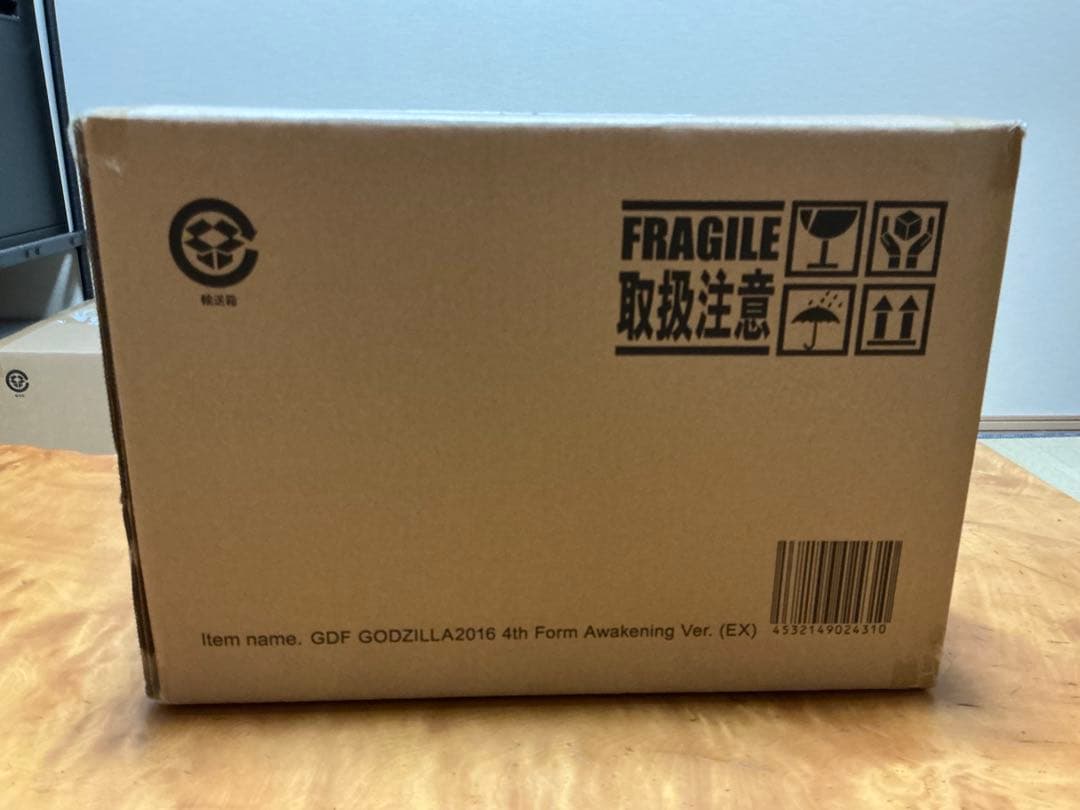 輸送箱
FRAGILE
取扱注意
Item name. GDF GODZILLA2016 4th Form Awakening Ver. (EX)
4532149024310